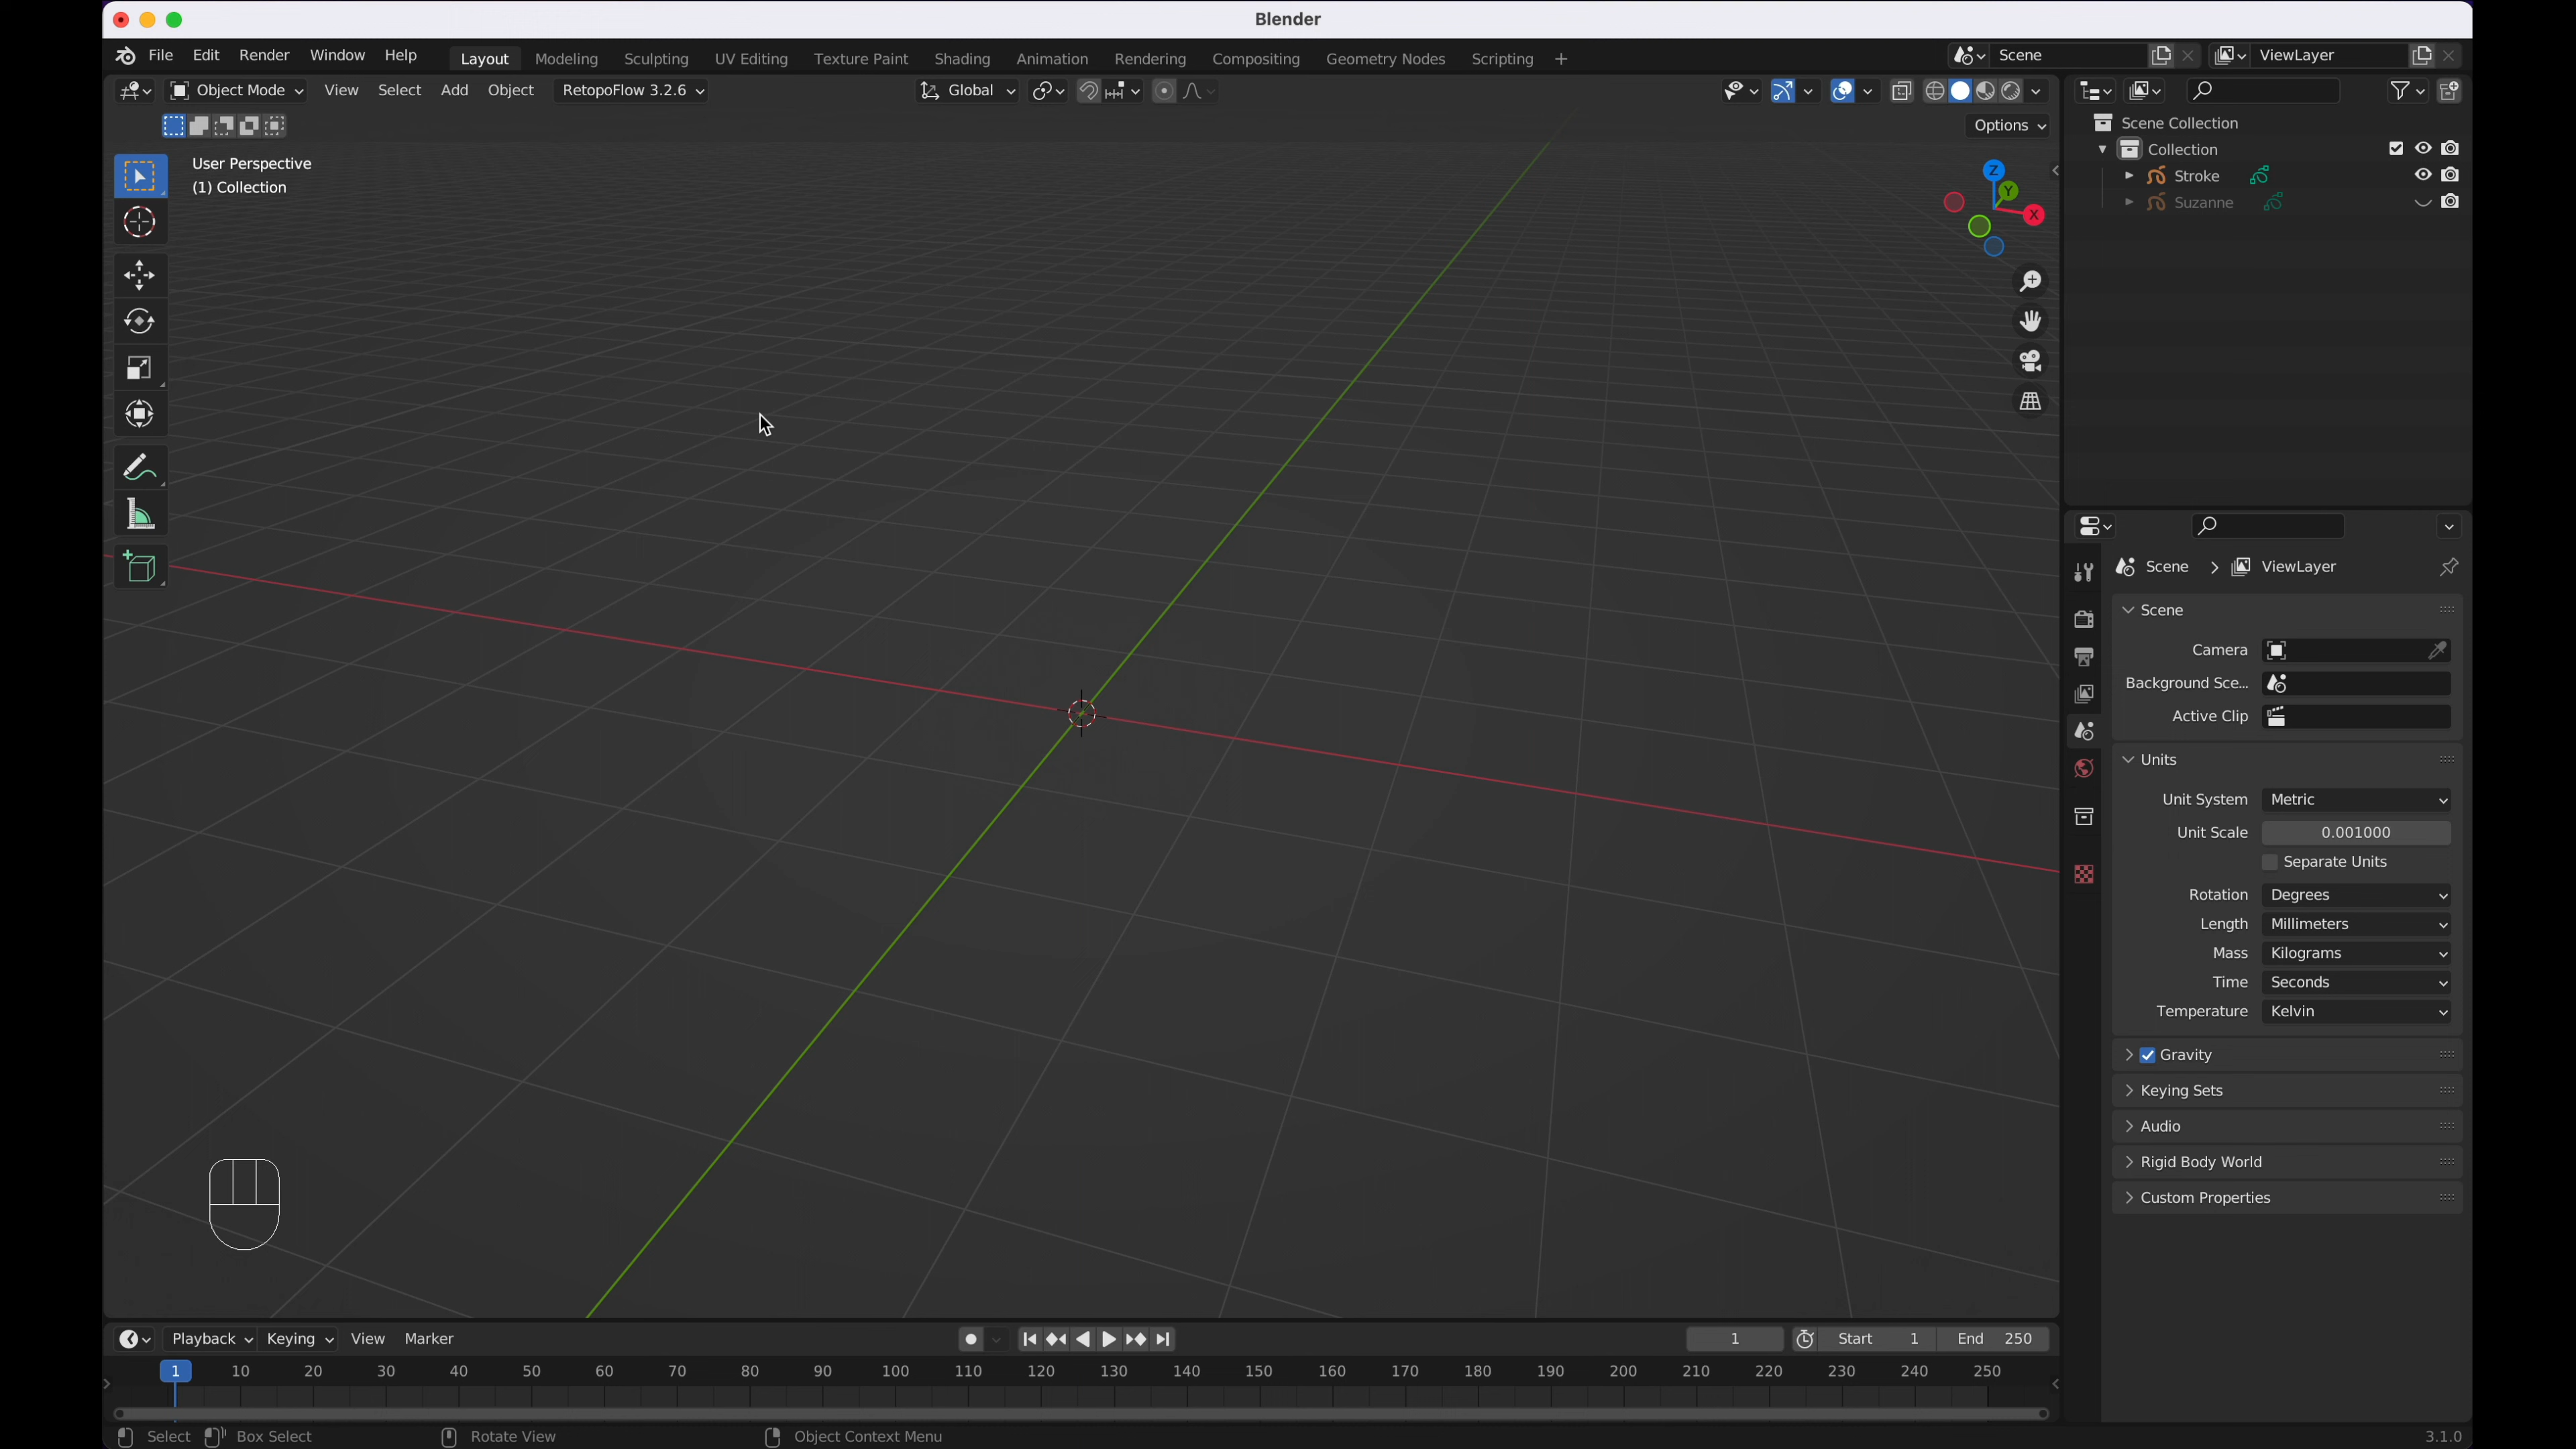 Blender
File Edit Render Window Help Layout Modeling Sculpting UV Editing Texture Paint Shading Animation Rendering Compositing Geometry Nodes Scripting + Scene ViewLayer
Object Mode View Select Add Object RetopoFlow 3.2.6 Global
Options
User Perspective
(1) Collection
Z
Y
X
Scene Collection
Collection
Stroke
Suzanne
Scene > ViewLayer
Scene
Camera
Background Sce...
Active Clip
Units
Unit System Metric
Unit Scale 0.001000
Separate Units
Rotation Degrees
Length Millimeters
Mass Kilograms
Time Seconds
Temperature Kelvin
Gravity
Keying Sets
Audio
Rigid Body World
Custom Properties
Playback Keying View Marker 1 Start 1 End 250
1 10 20 30 40 50 60 70 80 90 100 110 120 130 140 150 160 170 180 190 200 210 220 230 240 250
Select Box Select Rotate View Object Context Menu 3.1.0